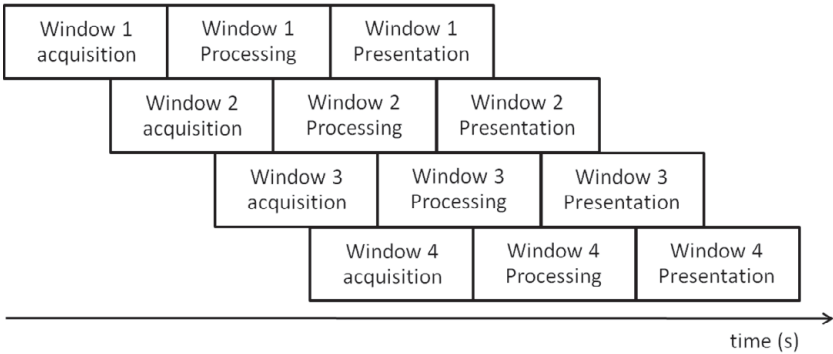 Window 1
acquisition
Window 1
Processing
Window 1
Presentation
Window 2
acquisition
Window 2
Processing
Window 2
Presentation
Window 3
acquisition
Window 3
Processing
Window 3
Presentation
Window 4
acquisition
Window 4
Processing
Window 4
Presentation
time (s)